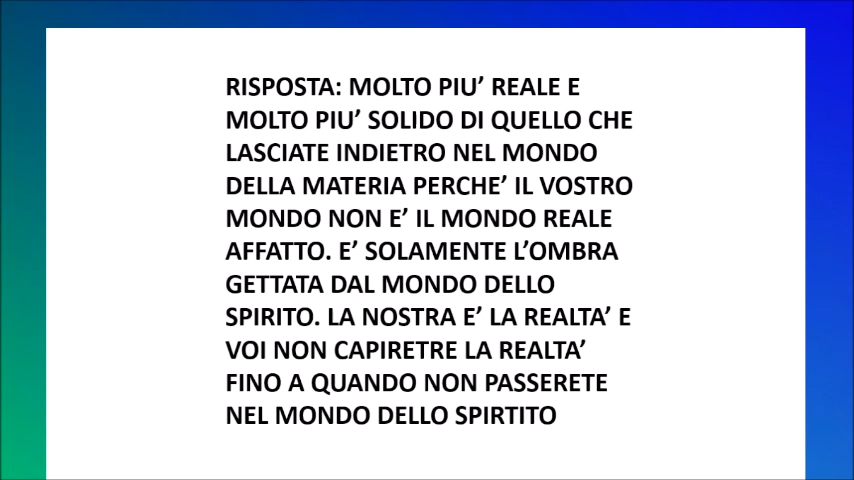 RISPOSTA: MOLTO PIU’ REALE E
MOLTO PIU’ SOLIDO DI QUELLO CHE
LASCIATE INDIETRO NEL MONDO
DELLA MATERIA PERCHE’ IL VOSTRO
MONDO NON E’ IL MONDO REALE
AFFATTO. E’ SOLAMENTE L’OMBRA
GETTATA DAL MONDO DELLO
SPIRITO. LA NOSTRA E’ LA REALTA’ E
VOI NON CAPIRETRE LA REALTA’
FINO A QUANDO NON PASSERETE
NEL MONDO DELLO SPIRTITO